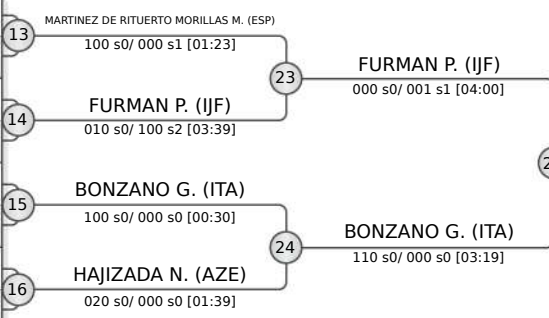 13
MARTINEZ DE RITUERTO MORILLAS M. (ESP)
100 s0/ 000 s1 [01:23]
23
FURMAN P. (IJF)
000 s0/ 001 s1 [04:00]
14
FURMAN P. (IJF)
010 s0/ 100 s2 [03:39]
15
BONZANO G. (ITA)
100 s0/ 000 s0 [00:30]
24
BONZANO G. (ITA)
110 s0/ 000 s0 [03:19]
16
HAJIZADA N. (AZE)
020 s0/ 000 s0 [01:39]